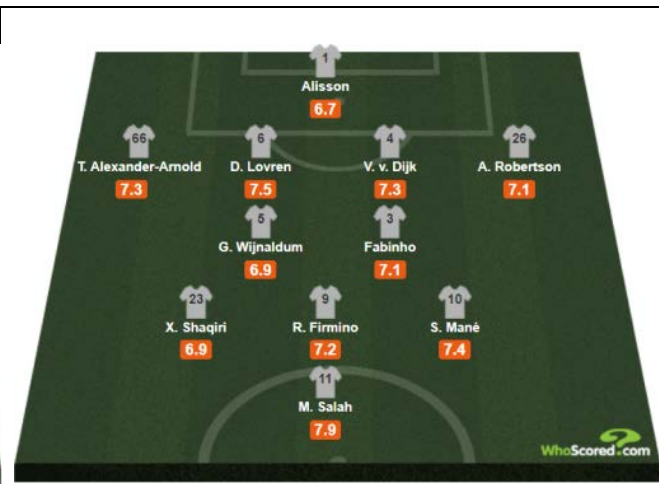 1
Alisson
6.7
66 6 4 26
T. Alexander-Arnold D. Lovren V. v. Dijk A. Robertson
7.3 7.5 7.3 7.1
5 3
G. Wijnaldum Fabinho
6.9 7.1
23 9 10
X. Shaqiri R. Firmino S. Mané
6.9 7.2 7.4
11
M. Salah
7.9
WhoScored.com